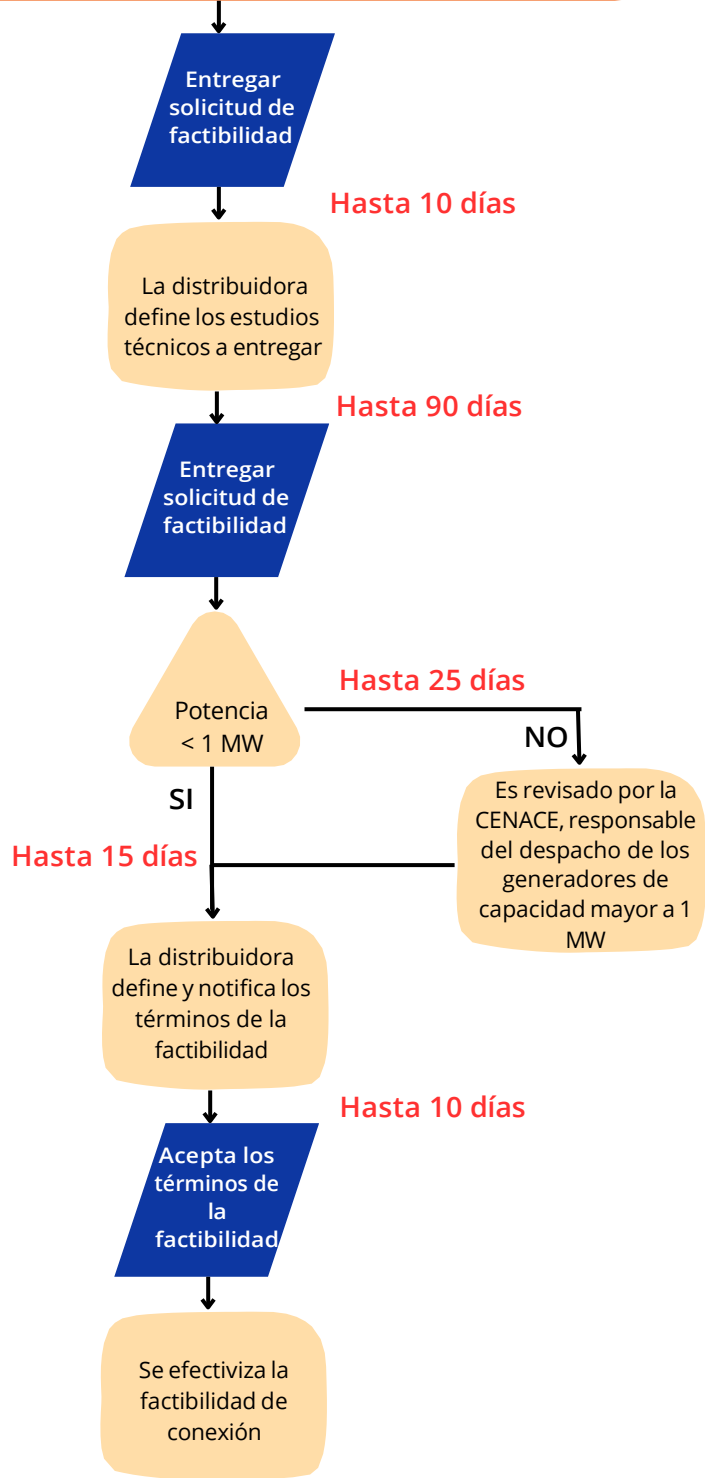 Entregar
solicitud de
factibilidad
Hasta 10 días
La distribuidora
define los estudios
técnicos a entregar
Hasta 90 días
Entregar
solicitud de
factibilidad
Potencia
< 1 MW
Hasta 25 días
NO
SI
Es revisado por la
CENACE, responsable
del despacho de los
generadores de
capacidad mayor a 1
MW
Hasta 15 días
La distribuidora
define y notifica los
términos de la
factibilidad
Hasta 10 días
Acepta los
términos de
la
factibilidad
Se efectiviza la
factibilidad de
conexión